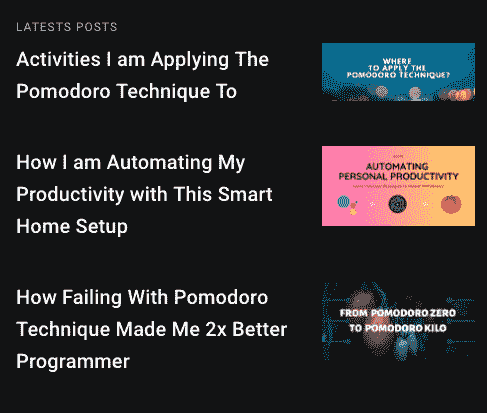 LATESTS POSTS
Activities I am Applying The
Pomodoro Technique To
WHERE
TO APPLY THE
POMODORO TECHNIQUE?
How I am Automating My
Productivity with This Smart
Home Setup
AUTOMATING
PERSONAL PRODUCTIVITY
How Failing With Pomodoro
Technique Made Me 2x Better
Programmer
FROM POMODORO ZERO
TO POMODORO KILO